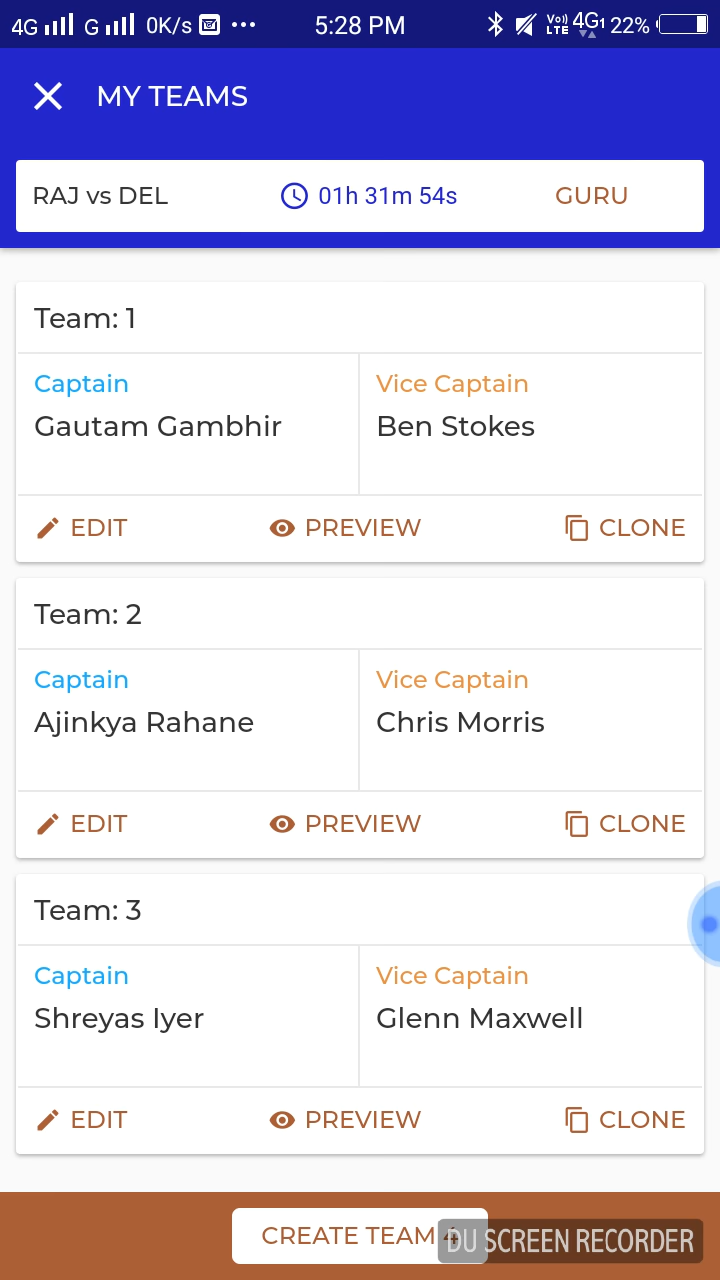 4G G 0K/s 5:28 PM Vo)) LTE 4G1 22%
MY TEAMS
RAJ vs DEL 01h 31m 54s GURU
Team: 1
Captain Vice Captain
Gautam Gambhir Ben Stokes
EDIT PREVIEW CLONE
Team: 2
Captain Vice Captain
Ajinkya Rahane Chris Morris
EDIT PREVIEW CLONE
Team: 3
Captain Vice Captain
Shreyas Iyer Glenn Maxwell
EDIT PREVIEW CLONE
CREATE TEAM 4
DU SCREEN RECORDER